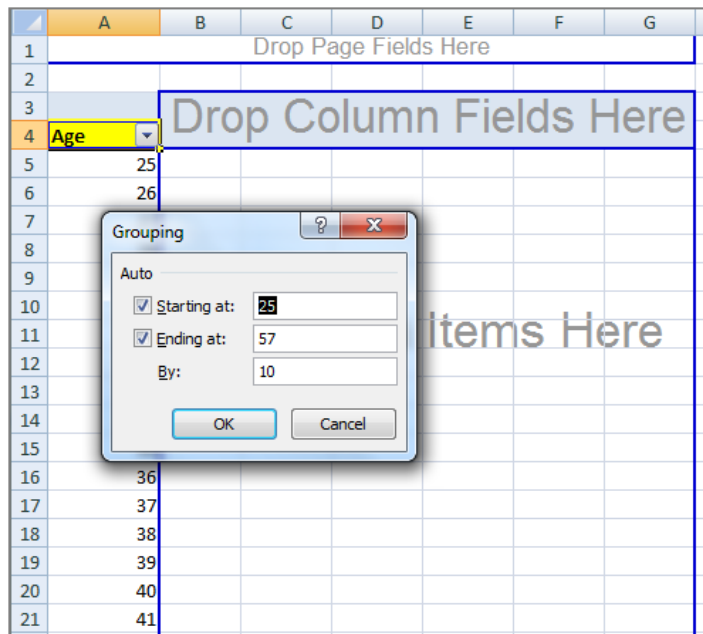 A B C D E F G
1 Drop Page Fields Here
2
3 Drop Column Fields Here
4 Age
5 25
6 26
7
8
9
10
11 Items Here
12
13
14
15
16 36
17 37
18 38
19 39
20 40
21 41
Grouping ?
Auto
Starting at: 25
Ending at: 57
By: 10
OK Cancel